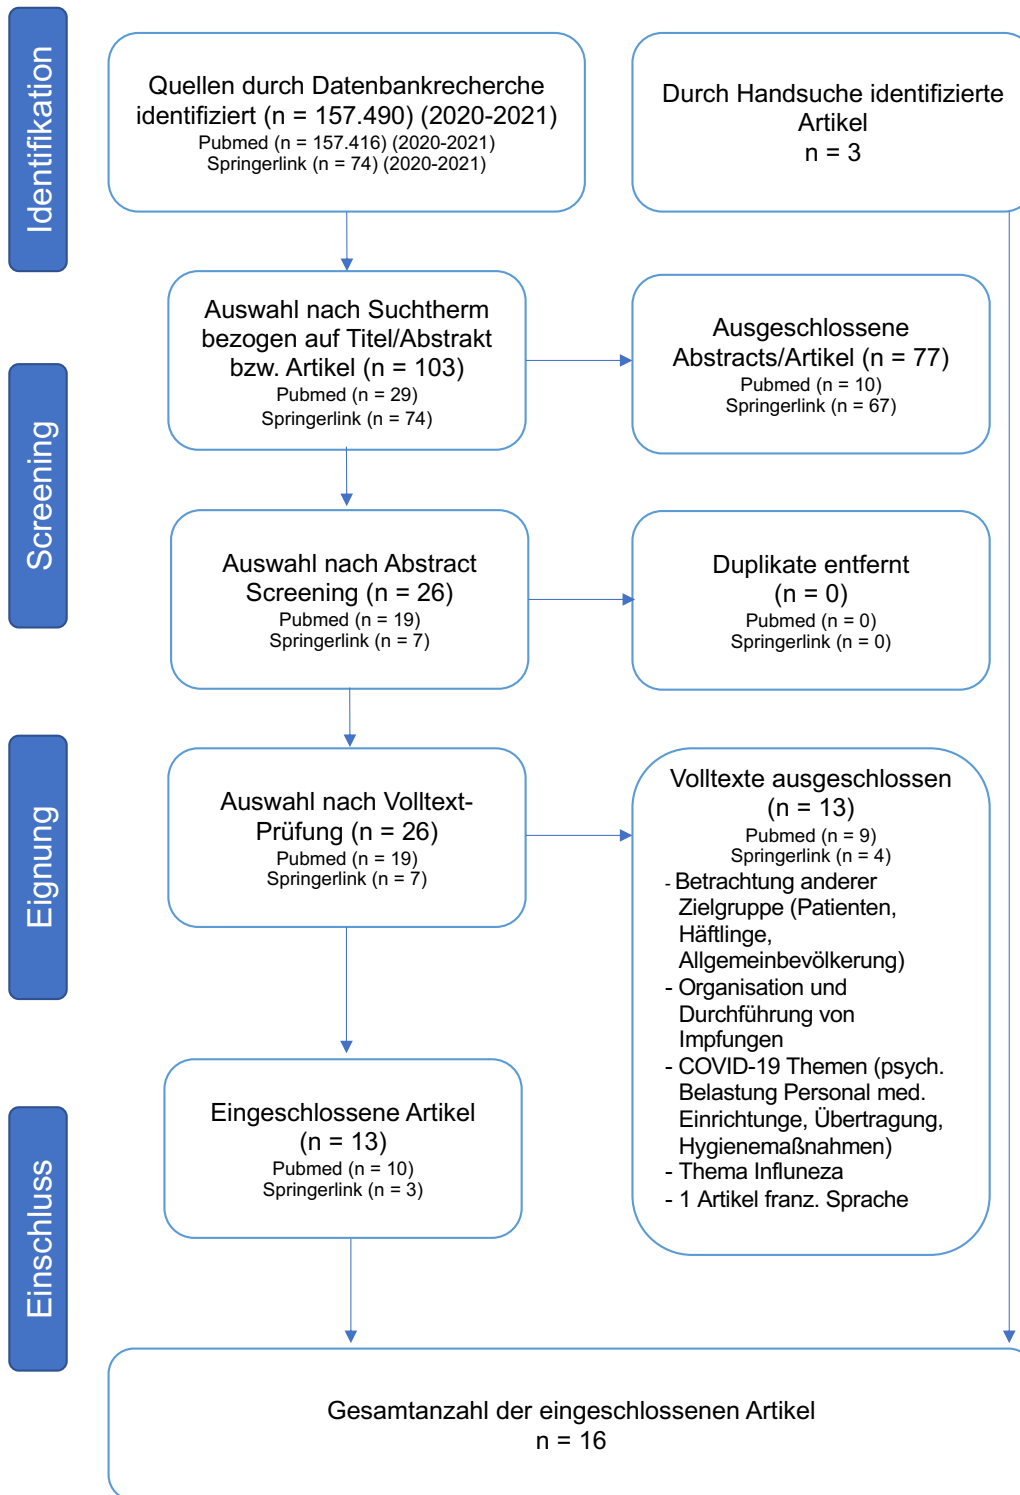 Identifikation
Quellen durch Datenbankrecherche
identifiziert (n = 157.490) (2020-2021)
Pubmed (n = 157.416) (2020-2021)
Springerlink (n = 74) (2020-2021)
Durch Handsuche identifizierte
Artikel
n = 3
Screening
Auswahl nach Suchtherm
bezogen auf Titel/Abstrakt
bzw. Artikel (n = 103)
Pubmed (n = 29)
Springerlink (n = 74)
Ausgeschlossene
Abstracts/Artikel (n = 77)
Pubmed (n = 10)
Springerlink (n = 67)
Auswahl nach Abstract
Screening (n = 26)
Pubmed (n = 19)
Springerlink (n = 7)
Duplikate entfernt
(n = 0)
Pubmed (n = 0)
Springerlink (n = 0)
Eignung
Auswahl nach Volltext-
Prüfung (n = 26)
Pubmed (n = 19)
Springerlink (n = 7)
Volltexte ausgeschlossen
(n = 13)
Pubmed (n = 9)
Springerlink (n = 4)
- Betrachtung anderer
Zielgruppe (Patienten,
Häftlinge,
Allgemeinbevölkerung)
- Organisation und
Durchführung von
Impfungen
- COVID-19 Themen (psych.
Belastung Personal med.
Einrichtunge, Übertragung,
Hygienemaßnahmen)
- Thema Influneza
- 1 Artikel franz. Sprache
Einschluss
Eingeschlossene Artikel
(n = 13)
Pubmed (n = 10)
Springerlink (n = 3)
Gesamtanzahl der eingeschlossenen Artikel
n = 16